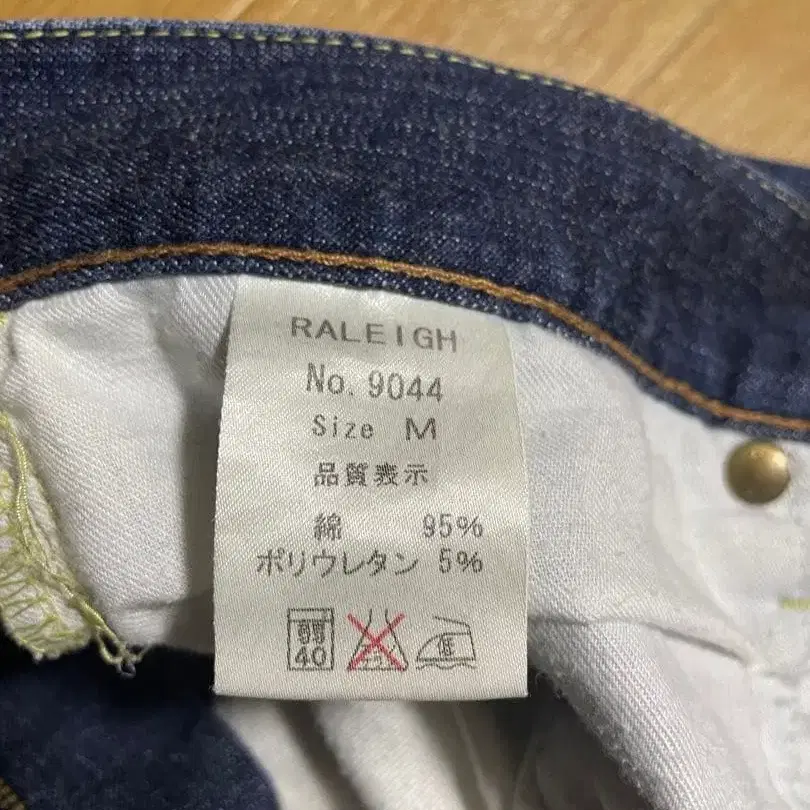 RALEIGH
No. 9044
Size M
品質表示
綿 95%
ポリウレタン 5%
40
低